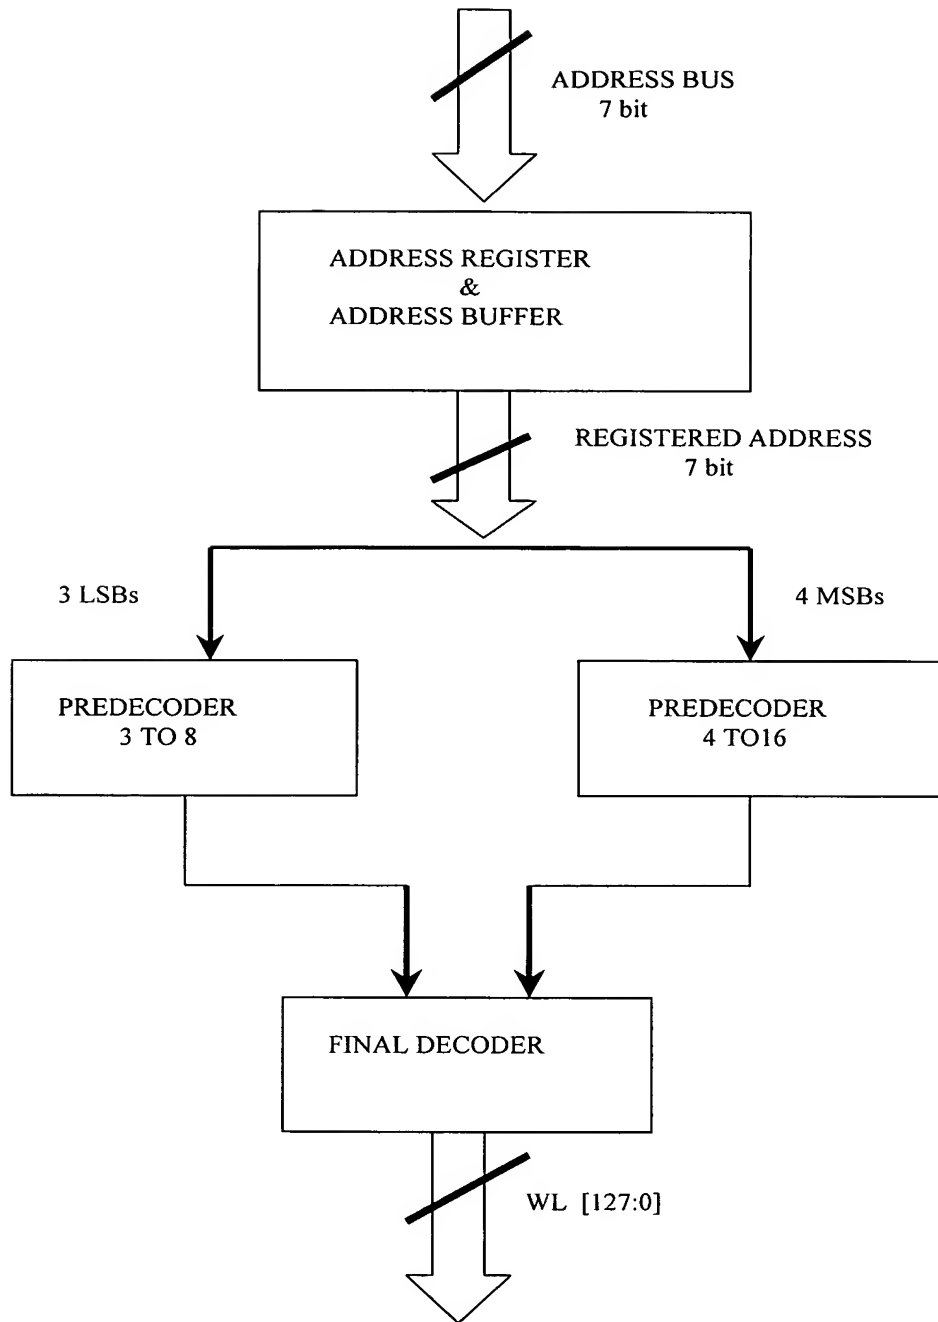 ADDRESS BUS
7 bit
ADDRESS REGISTER
&
ADDRESS BUFFER
REGISTERED ADDRESS
7 bit
3 LSBs
4 MSBs
PREDECODER
3 TO 8
PREDECODER
4 TO16
FINAL DECODER
WL [127:0]